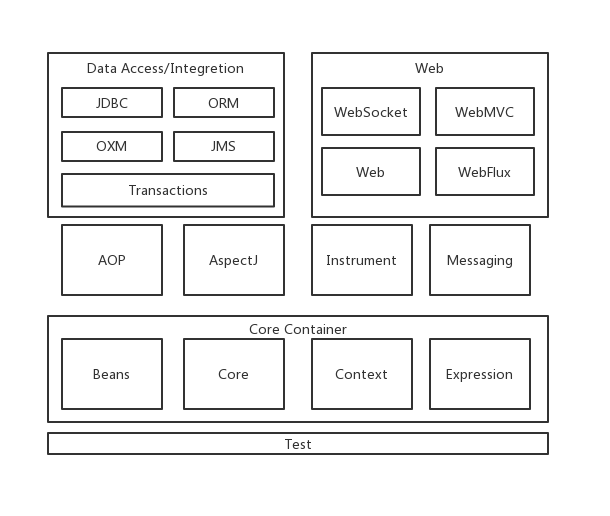 Data Access/Integretion
JDBC
ORM
OXM
JMS
Transactions
Web
WebSocket
WebMVC
Web
WebFlux
AOP
AspectJ
Instrument
Messaging
Core Container
Beans
Core
Context
Expression
Test